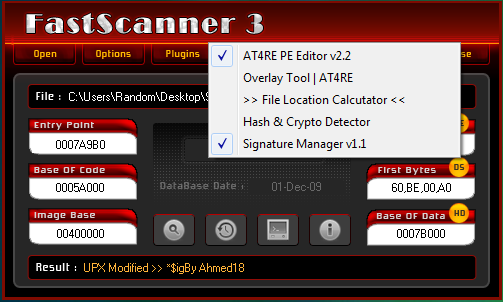 FastScanner 3
Open
Options
Plugins
AT4RE PE Editor v2.2
Overlay Tool | AT4RE
>> File Location Calcutator <<
Hash & Crypto Detector
Signature Manager v1.1
File : C:\Users\Random\Desktop\
Entry Point
0007A9B0
Base OF Code
0005A000
First Bytes
OS
60,BE,00,A0
DataBase Date : 01-Dec-09
Image Base
00400000
Base OF Data
HD
0007B000
Result : UPX Modified >> *$igBy Ahmed18